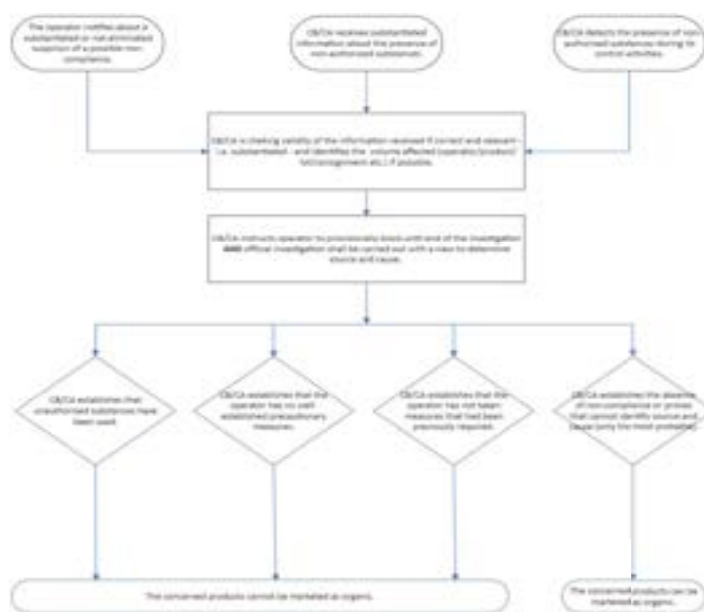 The operator notifies about a
substantiated or not eliminated
suspicion of a possible non-
compliance.
CB/CA receives substantiated
information about the presence of
non-authorized substances.
CB/CA detects the presence of non-
authorised substances during its
control activities.
CB/CA is cheking validity of the information received if correct and relevant -
i.e. substantiated - and identifies the volume affected (operator/product/
lot/consignment etc.) if possible.
CB/CA instructs operator to provisionally block until end of the investigation
AND official investigation shall be carried out with a view to determine
source and cause.
CB/CA establishes that
unauthorised substances have
been used.
CB/CA establishes that the
operator has no well-
established precautionary
measures.
CB/CA establishes that the
operator has not taken
measures that had been
previously required.
CB/CA establishes the absence
of non-compliance or proves
that cannot identify source and
cause (only the most probable)
The concerned products cannot be marketed as organic.
The concerned products can be
marketed as organic.